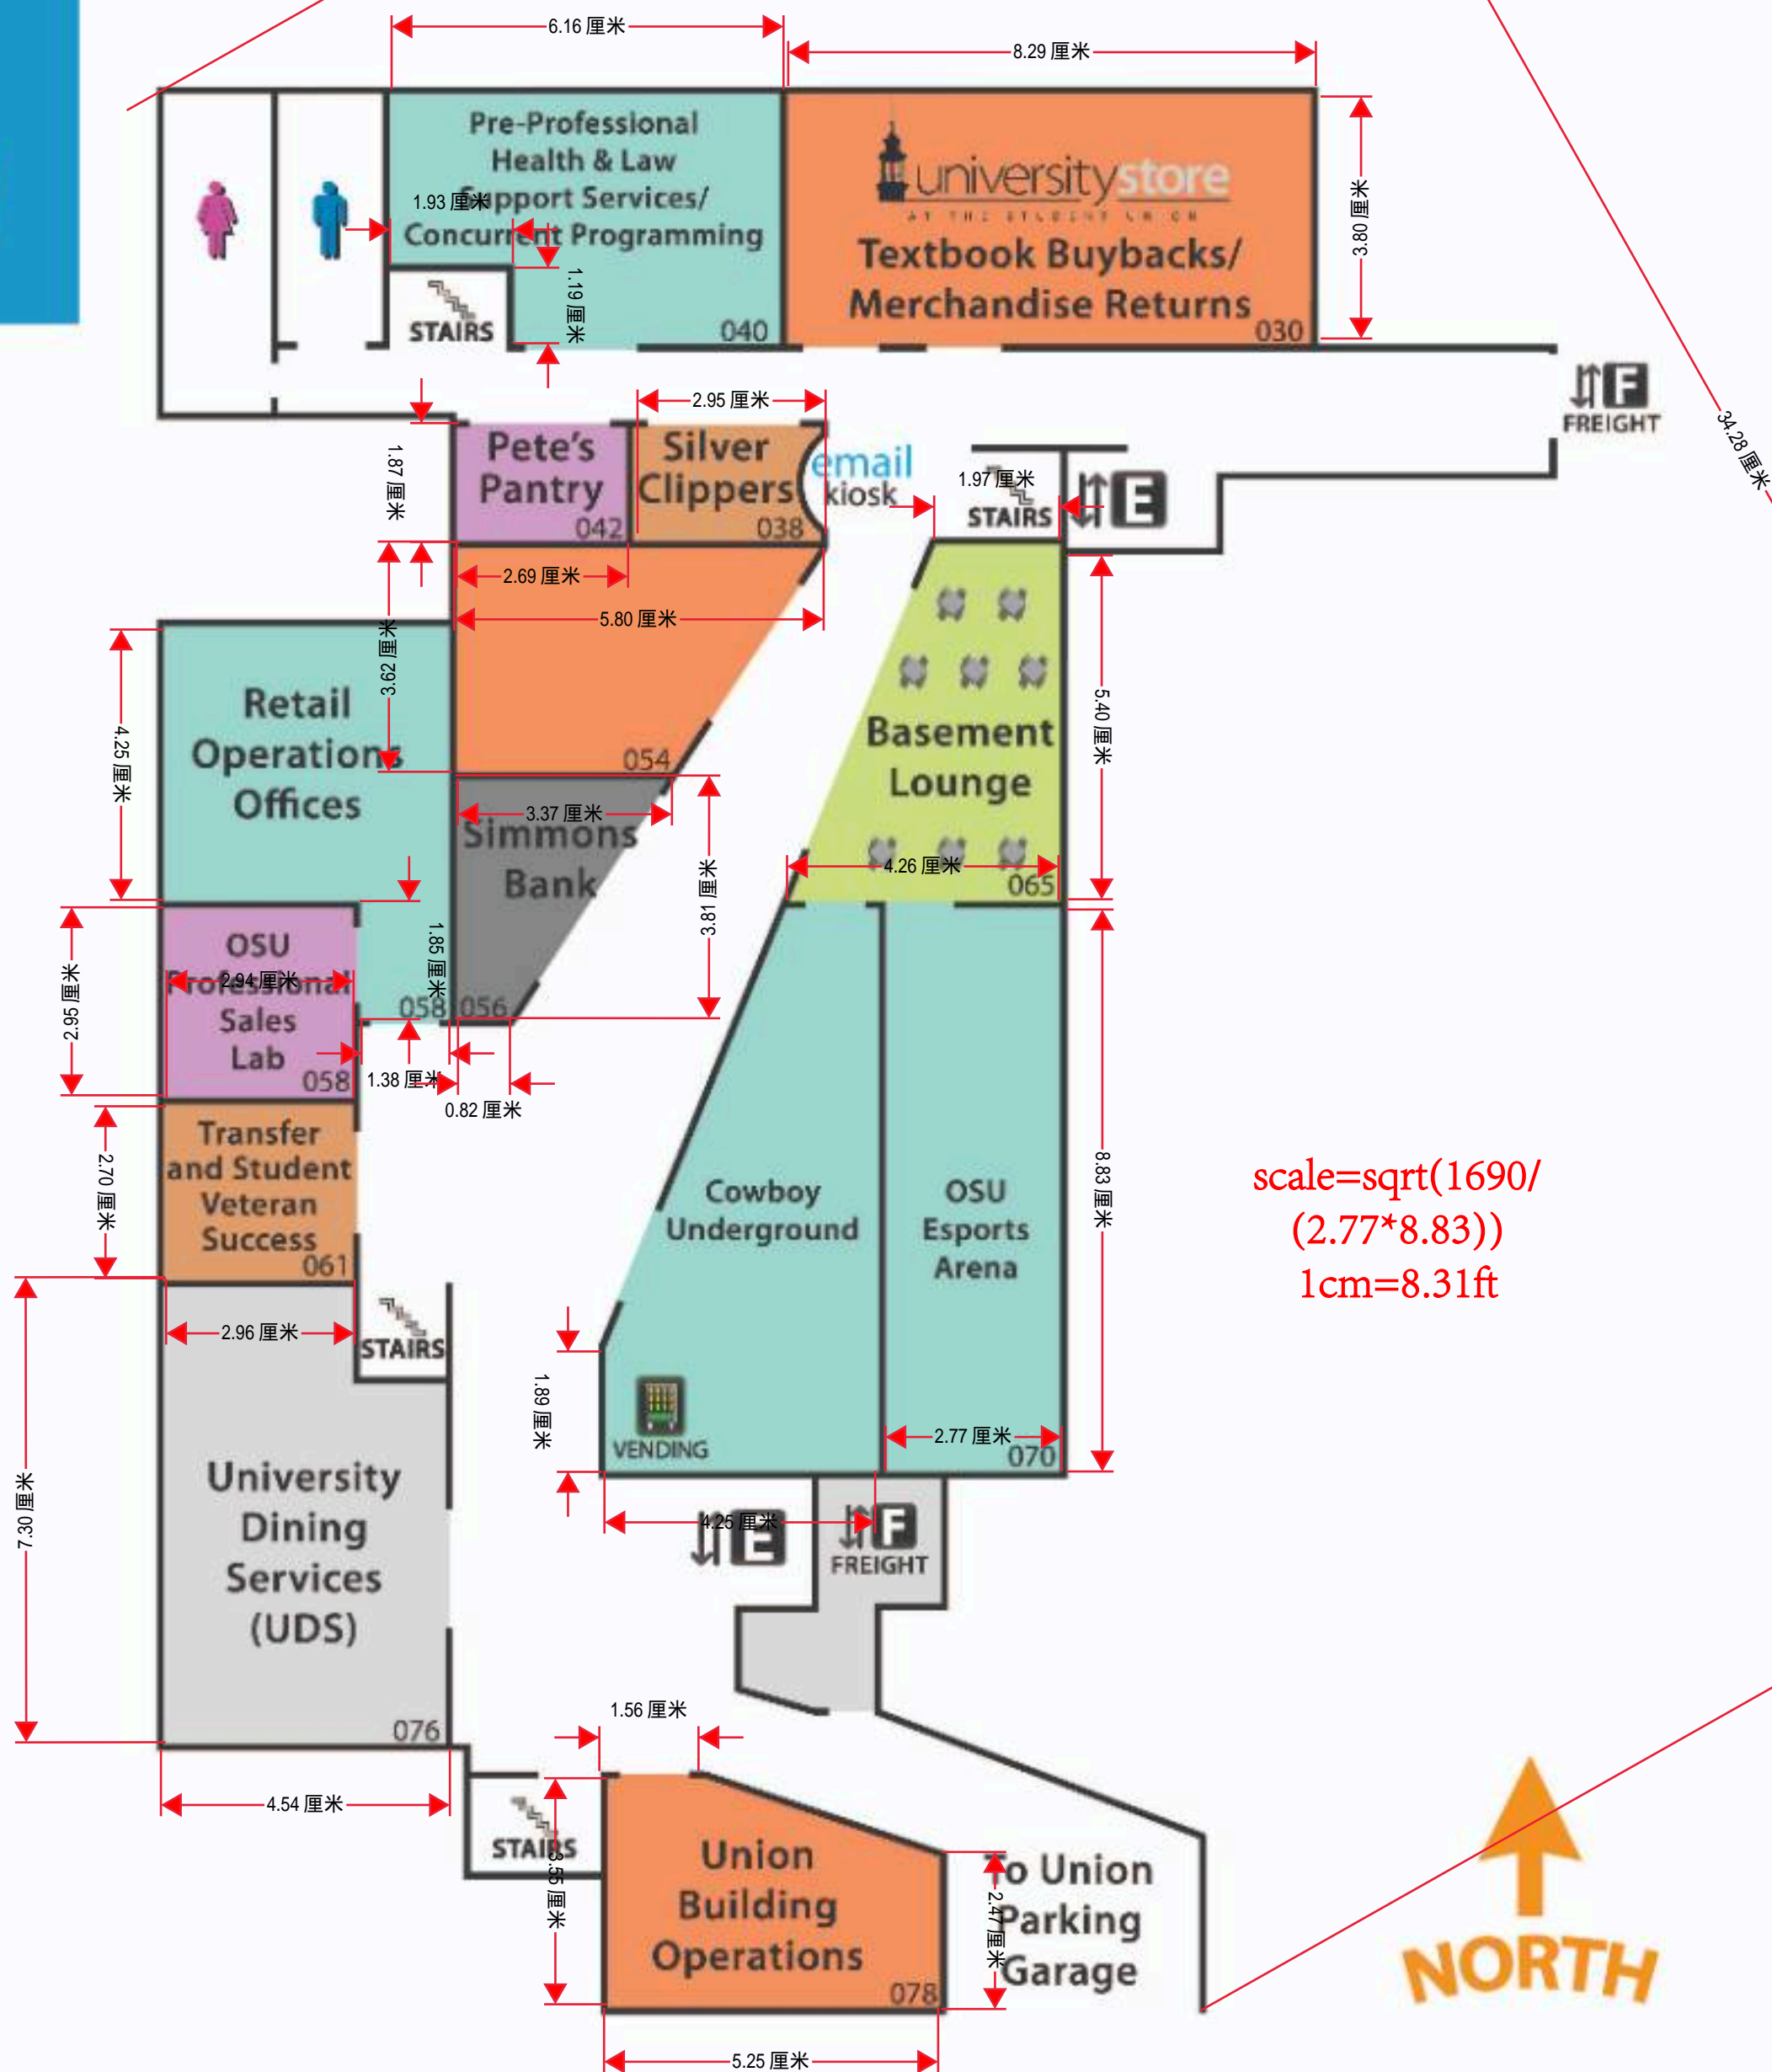 6.16 厘米
8.29 厘米
Pre-Professional
Health & Law
Support Services/
Concurrent Programming
1.93 厘米
1.19 厘米
STAIRS
040
universitystore
AT THE STUDENT UNION
Textbook Buybacks/
Merchandise Returns
030
3.80 厘米
F
FREIGHT
34.28 厘米
2.95 厘米
1.87 厘米
Pete's
Pantry
042
Silver
Clippers
038
email
kiosk
1.97 厘米
STAIRS
E
2.69 厘米
5.80 厘米
3.62 厘米
054
4.25 厘米
Retail
Operations
Offices
3.37 厘米
Simmons
Bank
3.81 厘米
056
Basement
Lounge
5.40 厘米
4.26 厘米
065
1.85 厘米
058
OSU
Professional
2.94 厘米
Sales
Lab
058
2.95 厘米
1.38 厘米
0.82 厘米
Transfer
and Student
Veteran
Success
061
2.70 厘米
Cowboy
Underground
OSU
Esports
Arena
8.83 厘米
scale=sqrt(1690/
(2.77*8.83))
1cm=8.31ft
2.96 厘米
STAIRS
1.89 厘米
VENDING
2.77 厘米
070
7.30 厘米
University
Dining
Services
(UDS)
076
4.25 厘米
E
F
FREIGHT
1.56 厘米
4.54 厘米
STAIRS
3.55 厘米
Union
Building
Operations
078
2.47 厘米
To Union
Parking
Garage
5.25 厘米
NORTH